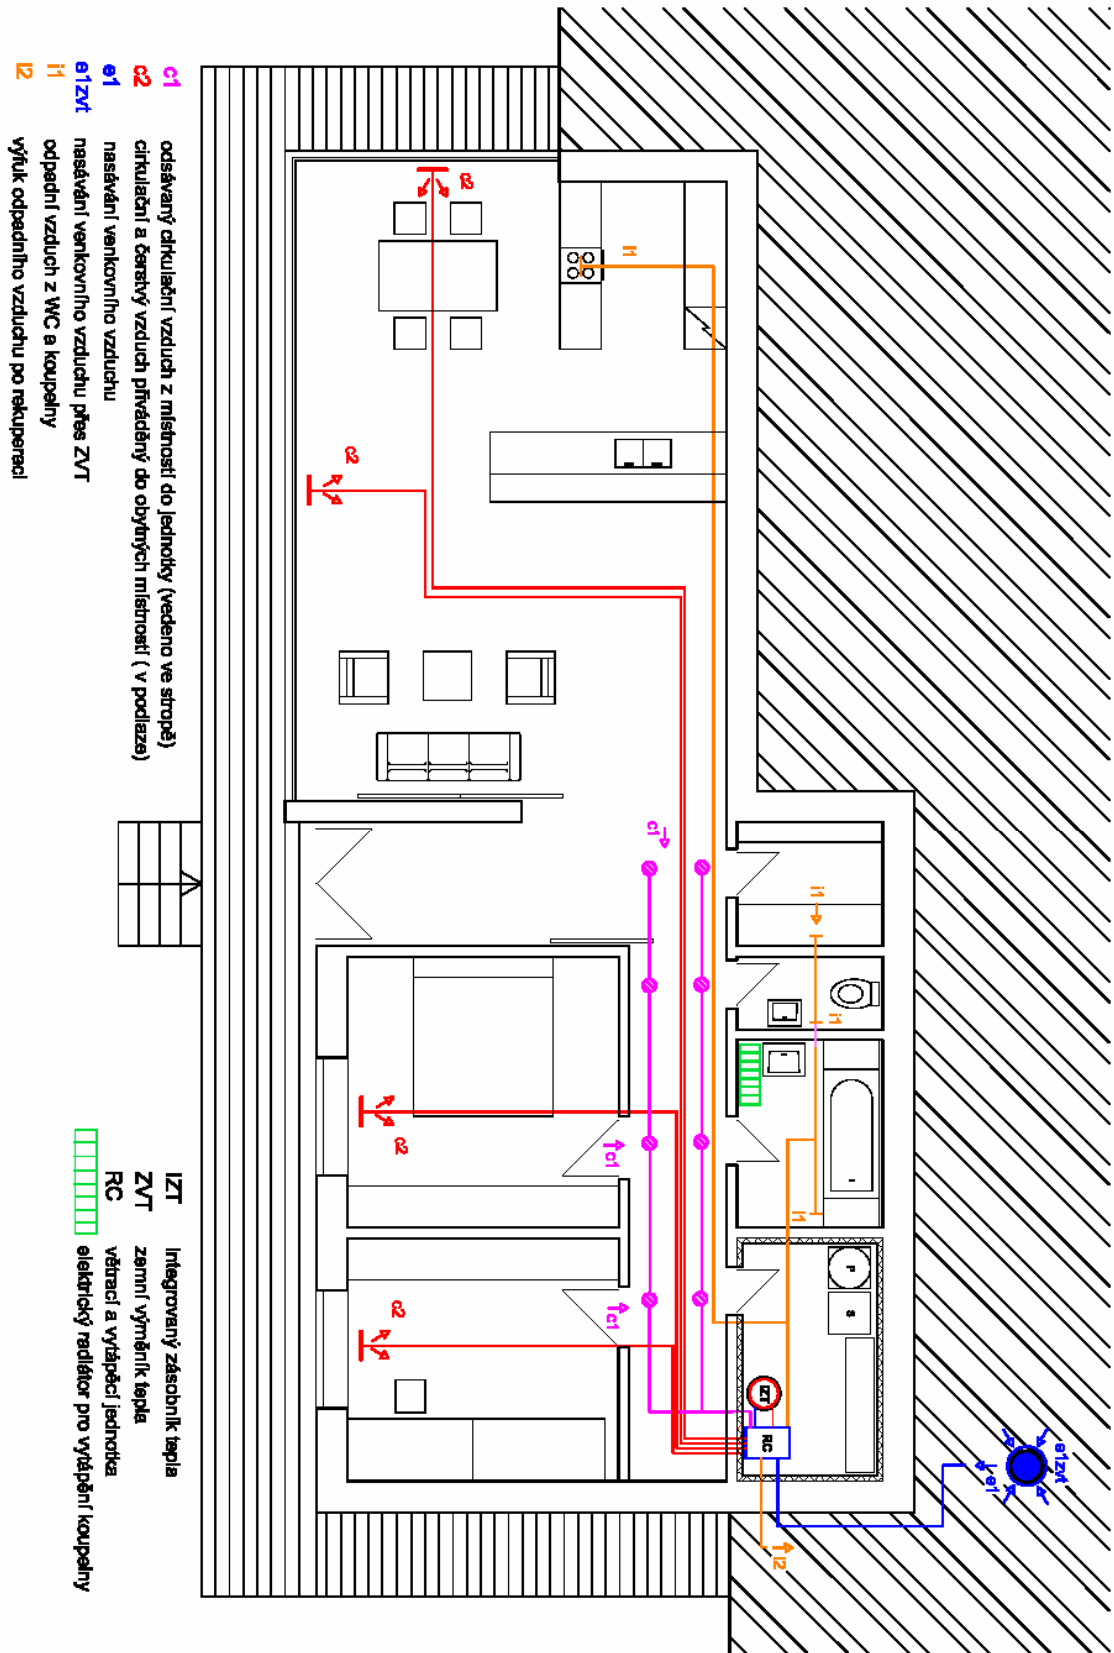 c1 odsávaný cirkulační vzduch z místností do jednotky (vedeno ve stropě)
c2 cirkulační a čerstvý vzduch přiváděný do obytných místností ( v podlaze)
e1 nasávání venkovního vzduchu
e1zvt nasávání venkovního vzduchu přes ZVT
i1 odpadní vzduch z WC a koupelny
i2 výfuk odpadního vzduchu po rekuperaci
IZT Integrovaný zásobník tepla
ZVT zemní výměník tepla
RC větrací a vytápěcí jednotka
elektrický radiátor pro vytápění koupelny
e1zvt
e1
i2
P
S
IZT
RC
i1
i1
i1
i1
c1
c1
c1
c2
c2
c2
c2